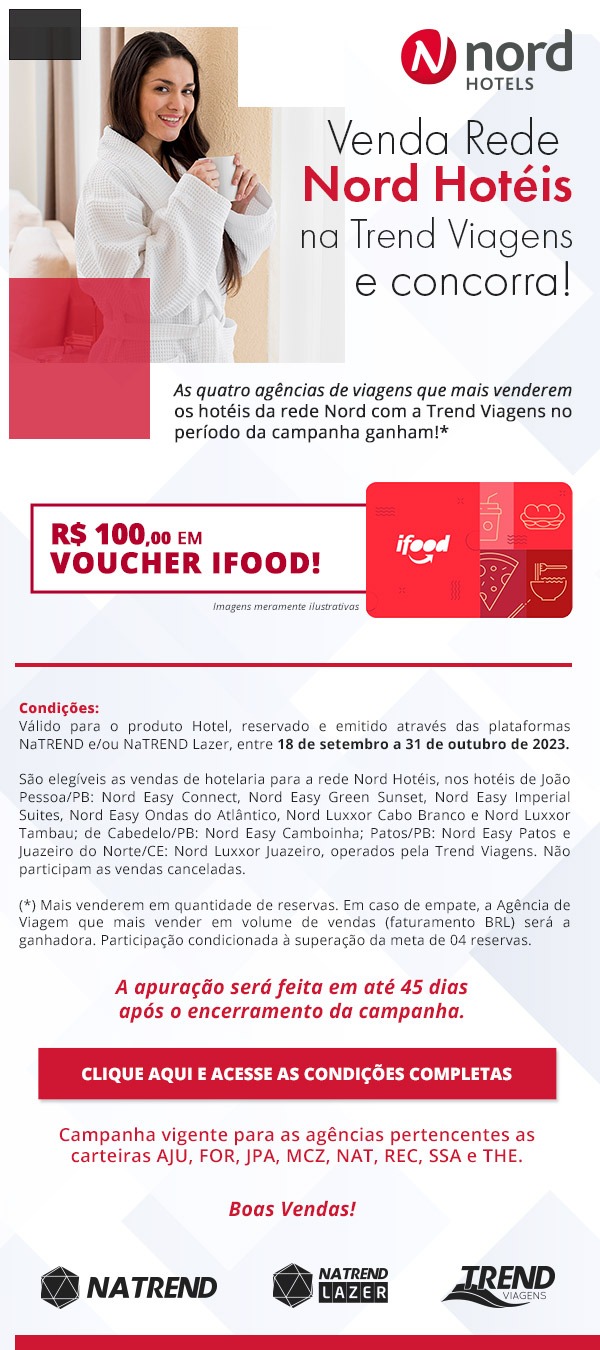 nord
HOTELS
Venda Rede
Nord Hotéis
na Trend Viagens
e concorra!
As quatro agências de viagens que mais venderem
os hotéis da rede Nord com a Trend Viagens no
período da campanha ganham!*
R$ 100,00 EM
VOUCHER IFOOD!
ifood
Imagens meramente ilustrativas
Condições:
Válido para o produto Hotel, reservado e emitido através das plataformas
NaTREND e/ou NaTREND Lazer, entre 18 de setembro a 31 de outubro de 2023.
São elegíveis as vendas de hotelaria para a rede Nord Hotéis, nos hotéis de João
Pessoa/PB: Nord Easy Connect, Nord Easy Green Sunset, Nord Easy Imperial
Suites, Nord Easy Ondas do Atlântico, Nord Luxxor Cabo Branco e Nord Luxxor
Tambau; de Cabedelo/PB: Nord Easy Camboinha; Patos/PB: Nord Easy Patos e
Juazeiro do Norte/CE: Nord Luxxor Juazeiro, operados pela Trend Viagens. Não
participam as vendas canceladas.
(*) Mais venderem em quantidade de reservas. Em caso de empate, a Agência de
Viagem que mais vender em volume de vendas (faturamento BRL) será a
ganhadora. Participação condicionada à superação da meta de 04 reservas.
A apuração será feita em até 45 dias
após o encerramento da campanha.
CLIQUE AQUI E ACESSE AS CONDIÇÕES COMPLETAS
Campanha vigente para as agências pertencentes as
carteiras AJU, FOR, JPA, MCZ, NAT, REC, SSA e THE.
Boas Vendas!
NATREND
NATREND
LAZER
TREND
VIAGENS